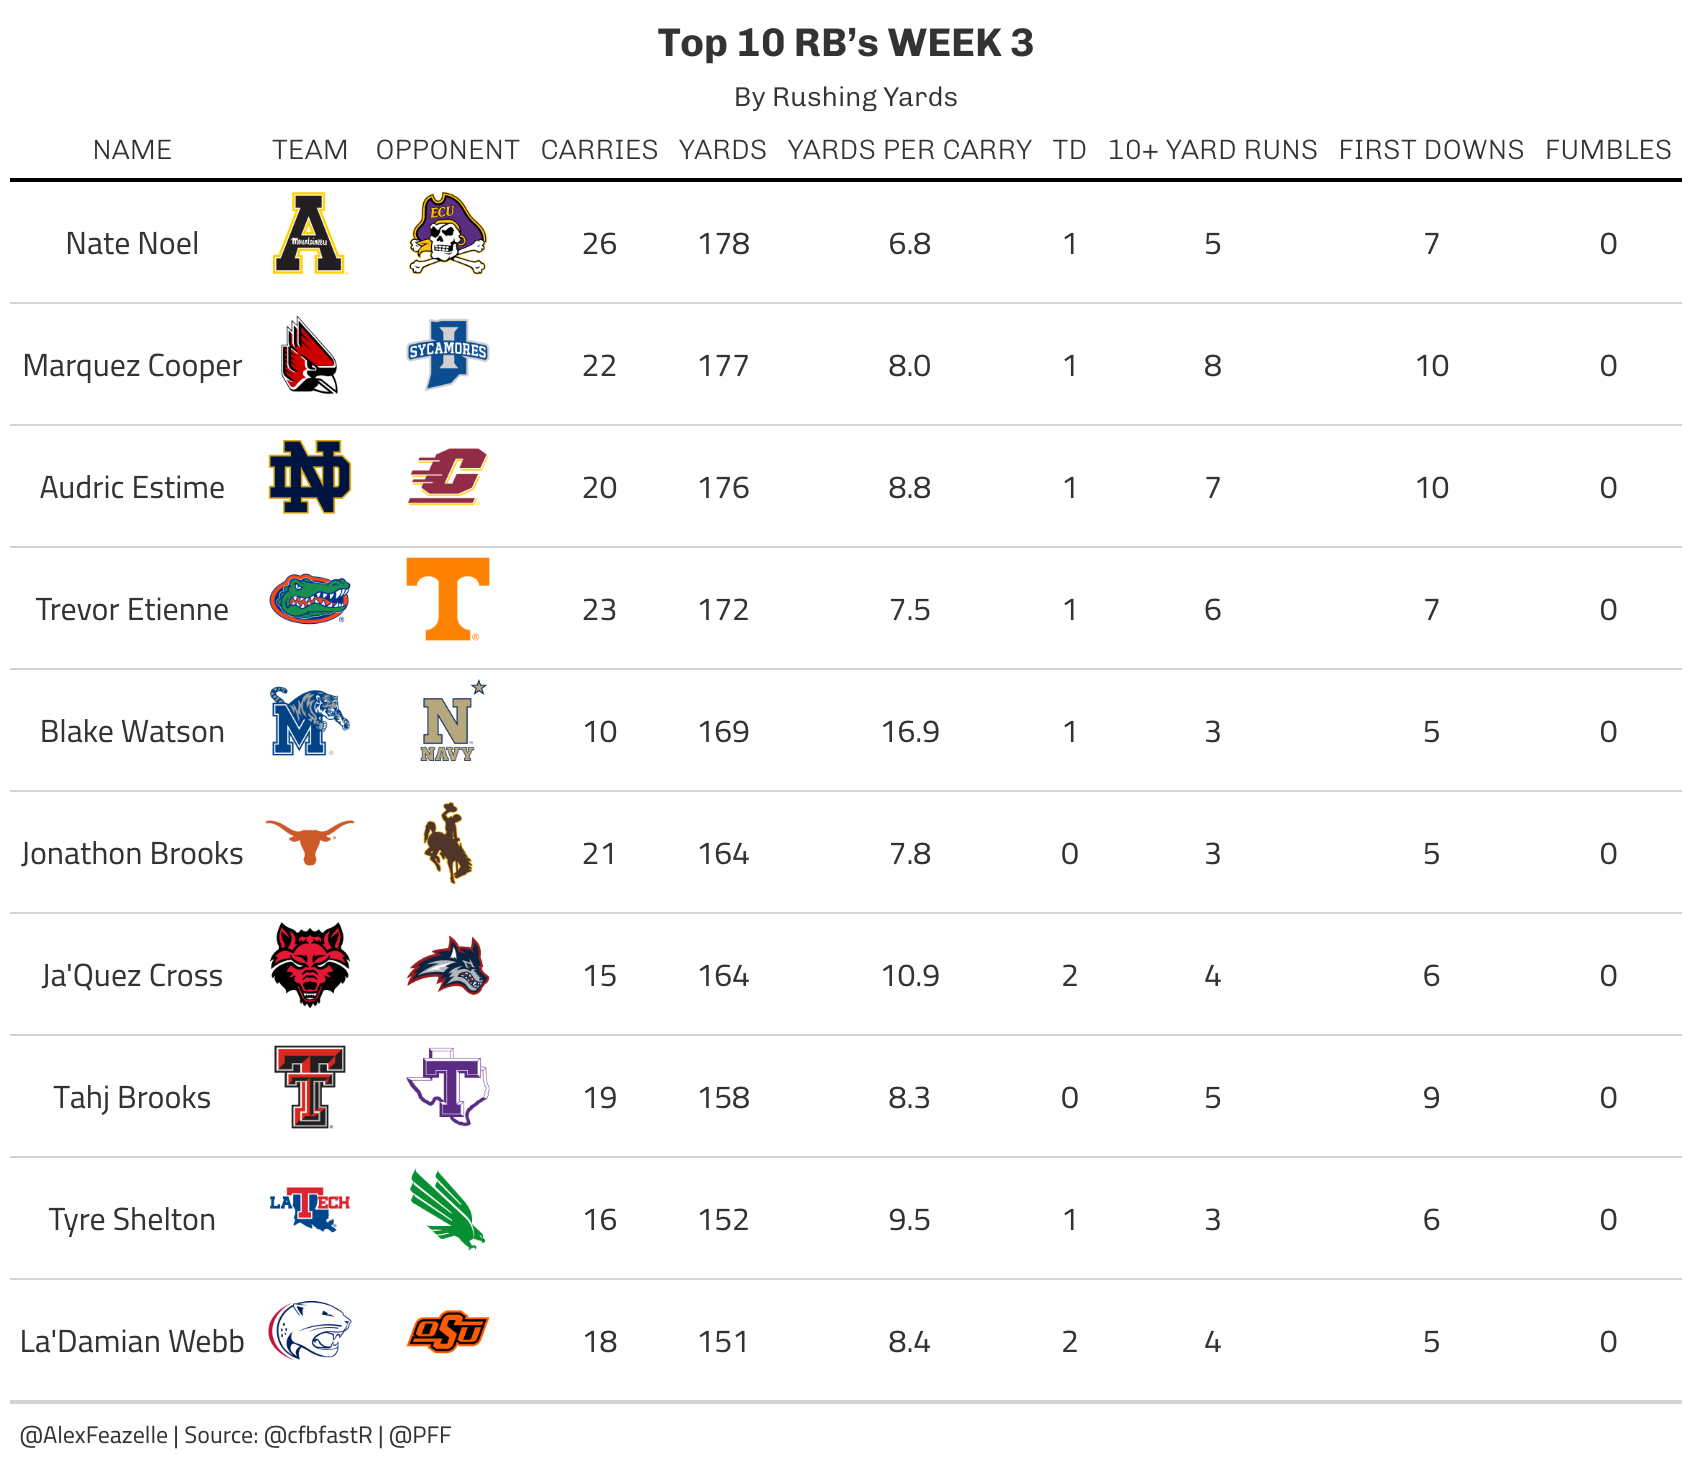 Top 10 RB’s WEEK 3
By Rushing Yards
NAME TEAM OPPONENT CARRIES YARDS YARDS PER CARRY TD 10+ YARD RUNS FIRST DOWNS FUMBLES
Nate Noel A Mountaineers ECU 26 178 6.8 1 5 7 0
Marquez Cooper I SYCAMORES 22 177 8.0 1 8 10 0
Audric Estime ND C 20 176 8.8 1 7 10 0
Trevor Etienne T 23 172 7.5 1 6 7 0
Blake Watson M N NAVY 10 169 16.9 1 3 5 0
Jonathon Brooks 21 164 7.8 0 3 5 0
Ja'Quez Cross 15 164 10.9 2 4 6 0
Tahj Brooks TT T 19 158 8.3 0 5 9 0
Tyre Shelton LA TECH 16 152 9.5 1 3 6 0
La'Damian Webb OSU 18 151 8.4 2 4 5 0
@AlexFeazelle | Source: @cfbfastR | @PFF